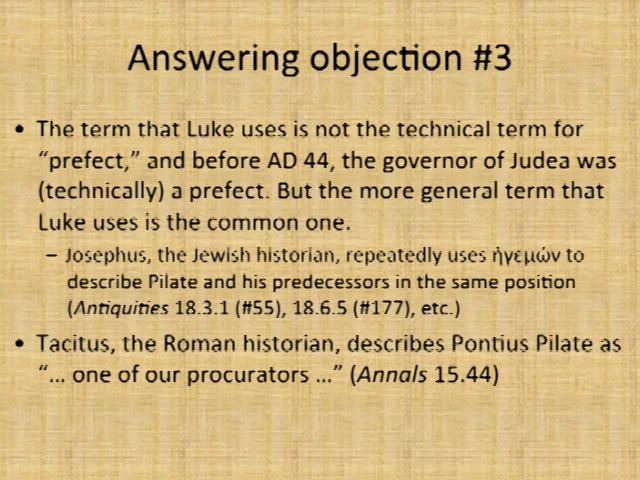 Answering objection #3
• The term that Luke uses is not the technical term for
“prefect,” and before AD 44, the governor of Judea was
(technically) a prefect. But the more general term that
Luke uses is the common one.
– Josephus, the Jewish historian, repeatedly uses ἡγεμών to
describe Pilate and his predecessors in the same position
(Antiquities 18.3.1 (#55), 18.6.5 (#177), etc.)
• Tacitus, the Roman historian, describes Pontius Pilate as
“... one of our procurators ...” (Annals 15.44)